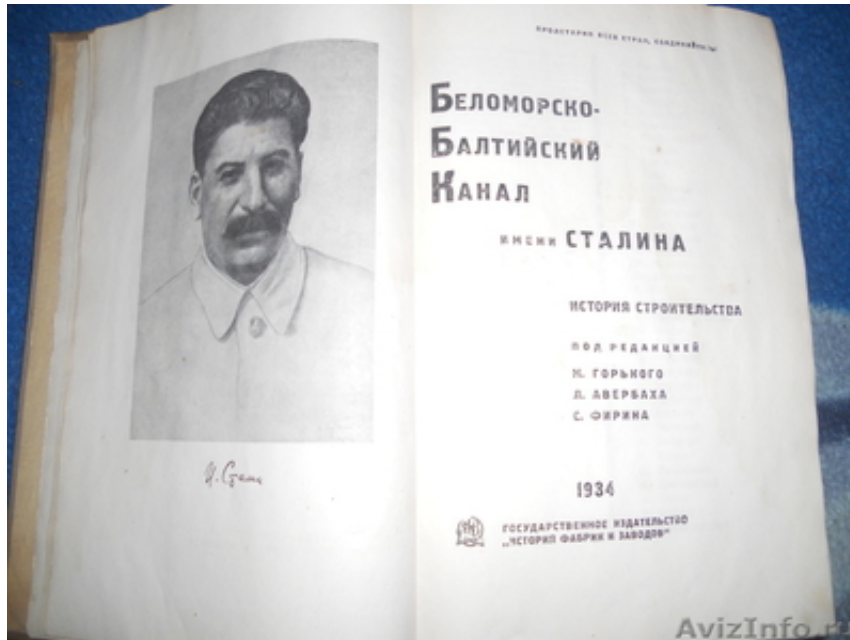 И. Сталин
ПРОЛЕТАРИИ ВСЕХ СТРАН, СОЕДИНЯЙТЕСЬ!
БЕЛОМОРСКО-
БАЛТИЙСКИЙ
КАНАЛ
ИМЕНИ СТАЛИНА
ИСТОРИЯ СТРОИТЕЛЬСТВА
ПОД РЕДАКЦИЕЙ
М. ГОРЬКОГО
Л. АВЕРБАХА
С. ФИРИНА
1934
ГОСУДАРСТВЕННОЕ ИЗДАТЕЛЬСТВО
„ИСТОРИЯ ФАБРИК И ЗАВОДОВ"
AvizInfo.r